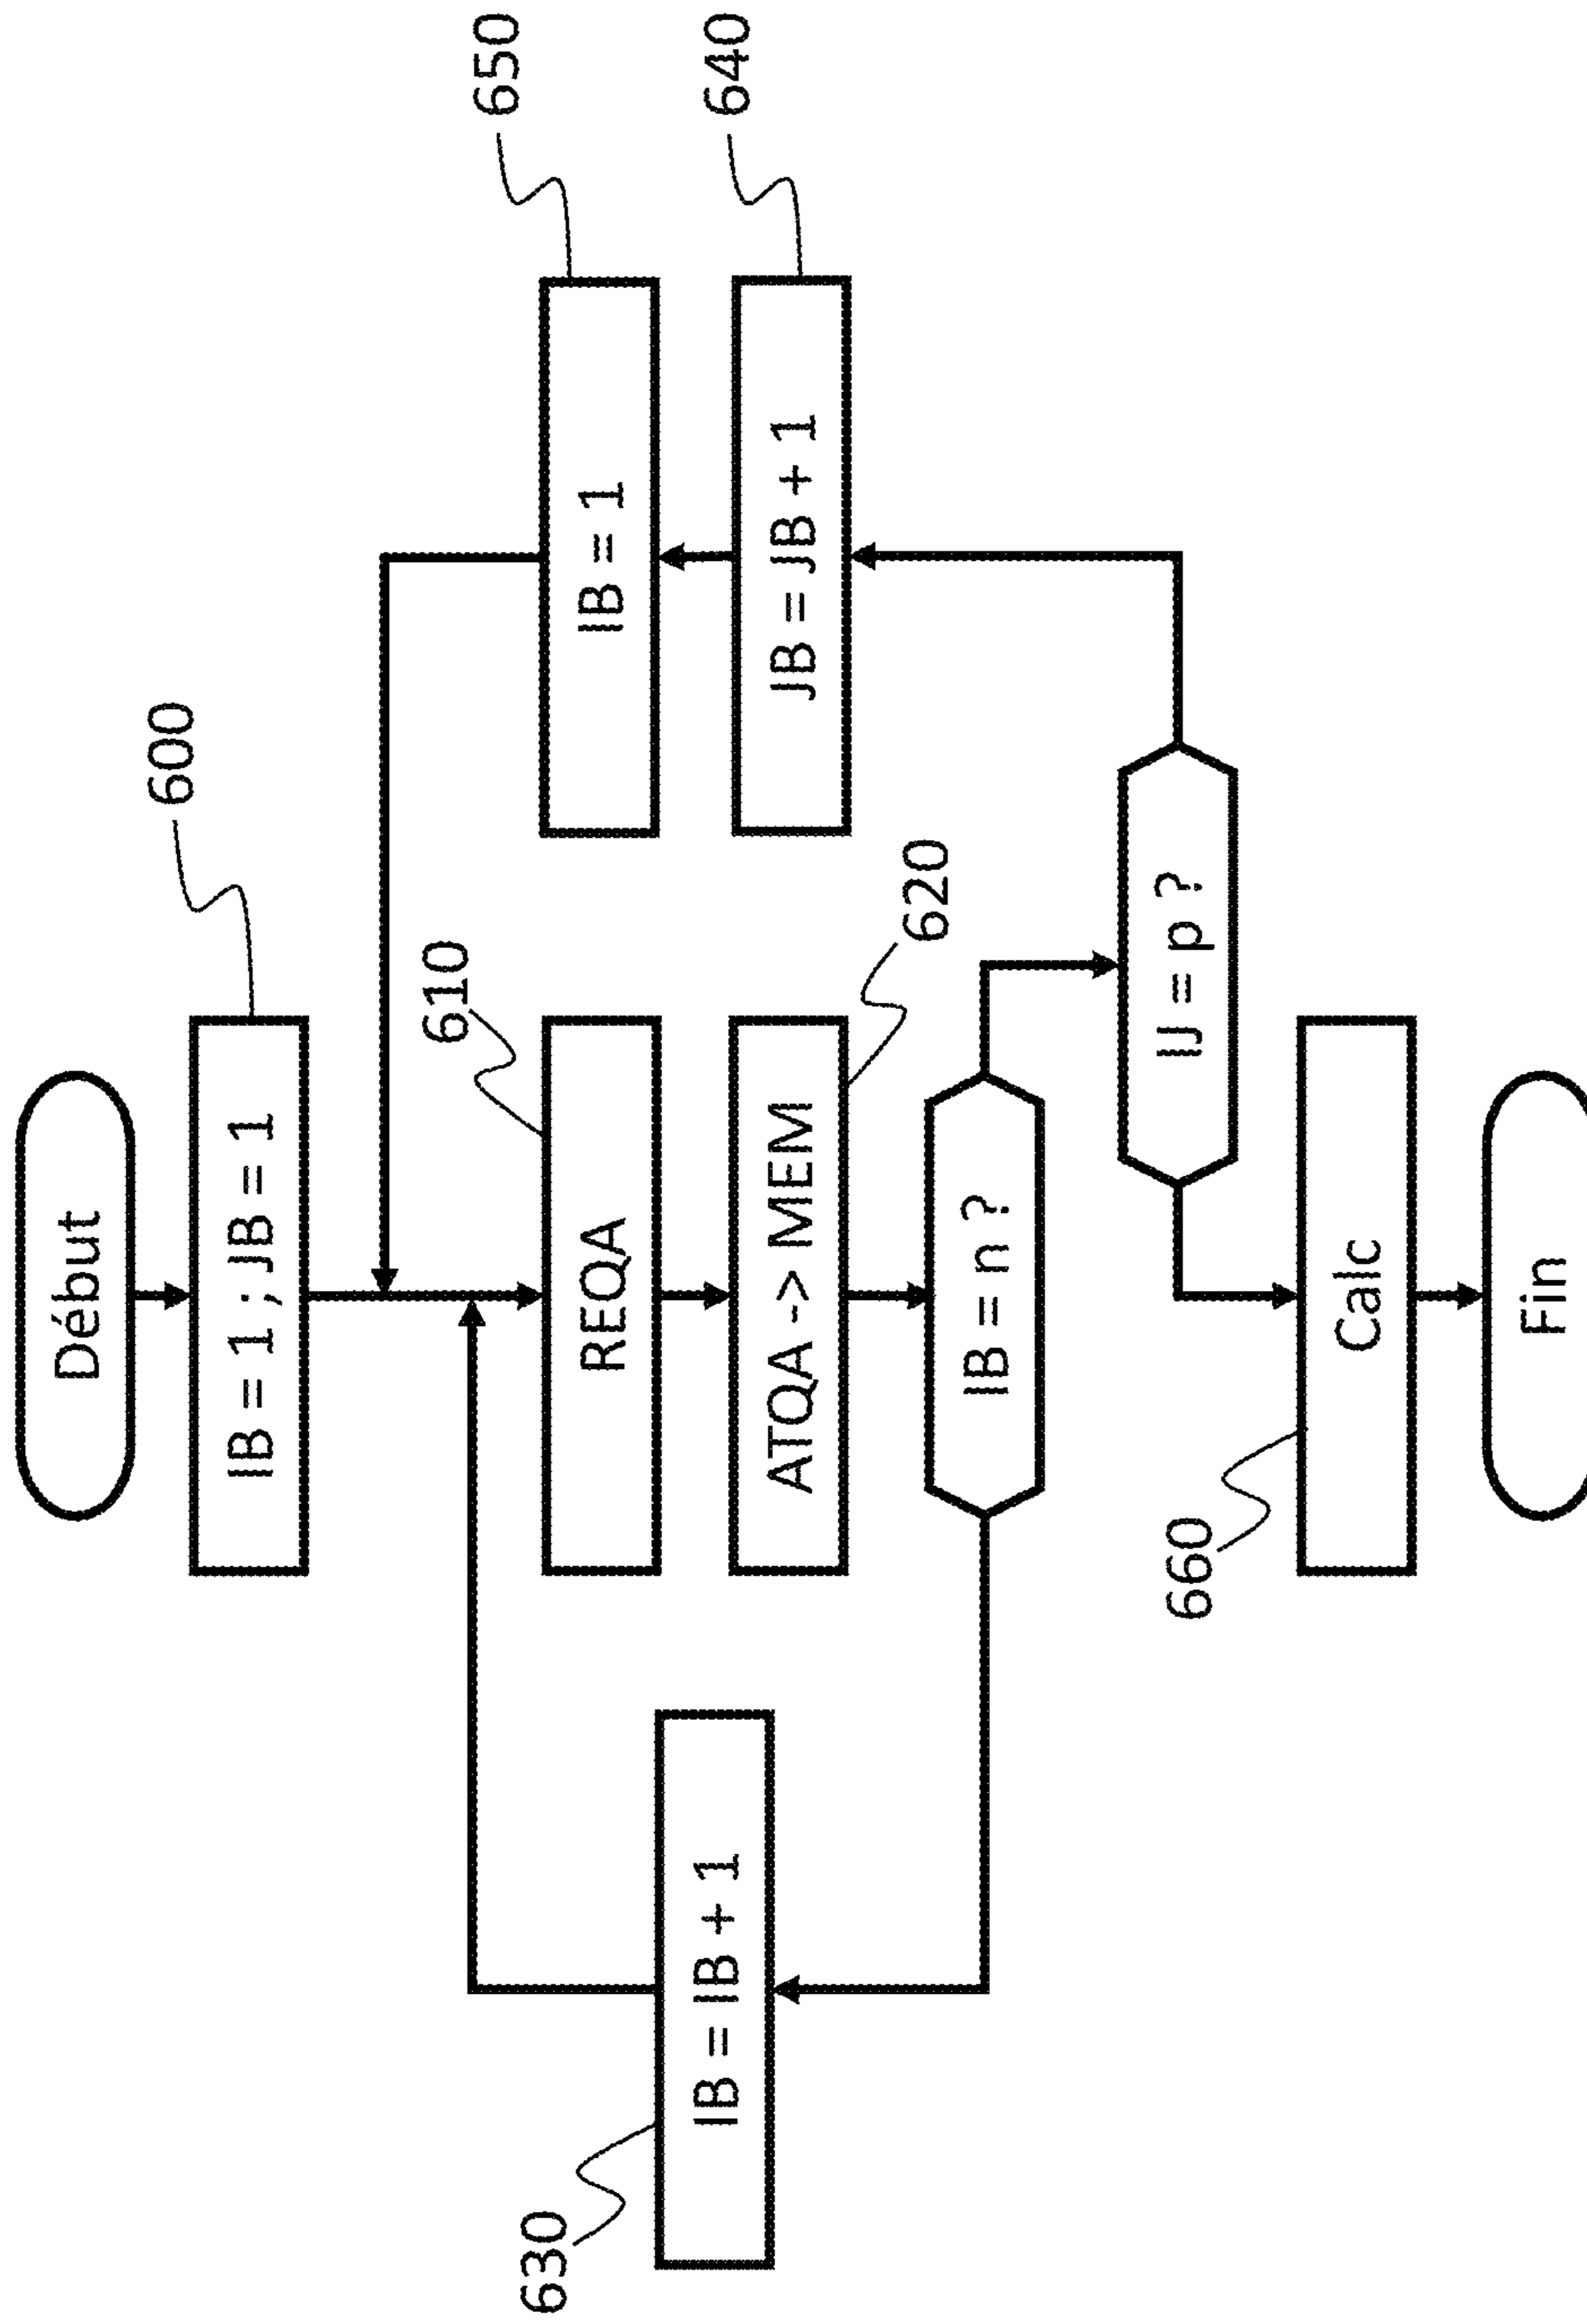 Début
600
IB = 1 ; JB = 1
650
IB = 1
610
REQA
630
IB = IB + 1
640
JB = JB + 1
ATQA -> MEM
620
IB = n ?
IJ = p ?
660
Calc
Fin